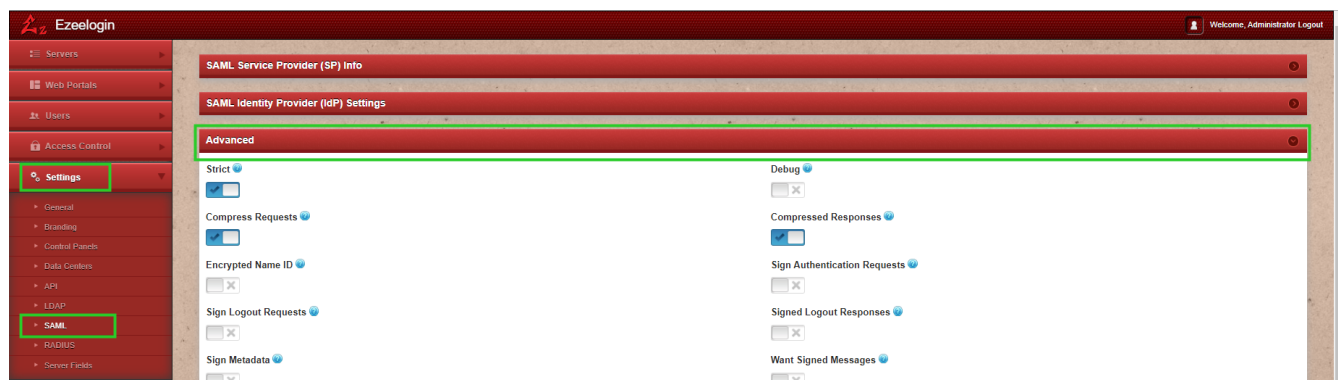 Ezeelogin
Welcome, Administrator Logout
Servers
Web Portals
Users
Access Control
Settings
General
Branding
Control Panels
Data Centers
API
LDAP
SAML
RADIUS
Server Fields
SAML Service Provider (SP) Info
SAML Identity Provider (IdP) Settings
Advanced
Strict
Debug
Compress Requests
Compressed Responses
Encrypted Name ID
Sign Authentication Requests
Sign Logout Requests
Signed Logout Responses
Sign Metadata
Want Signed Messages